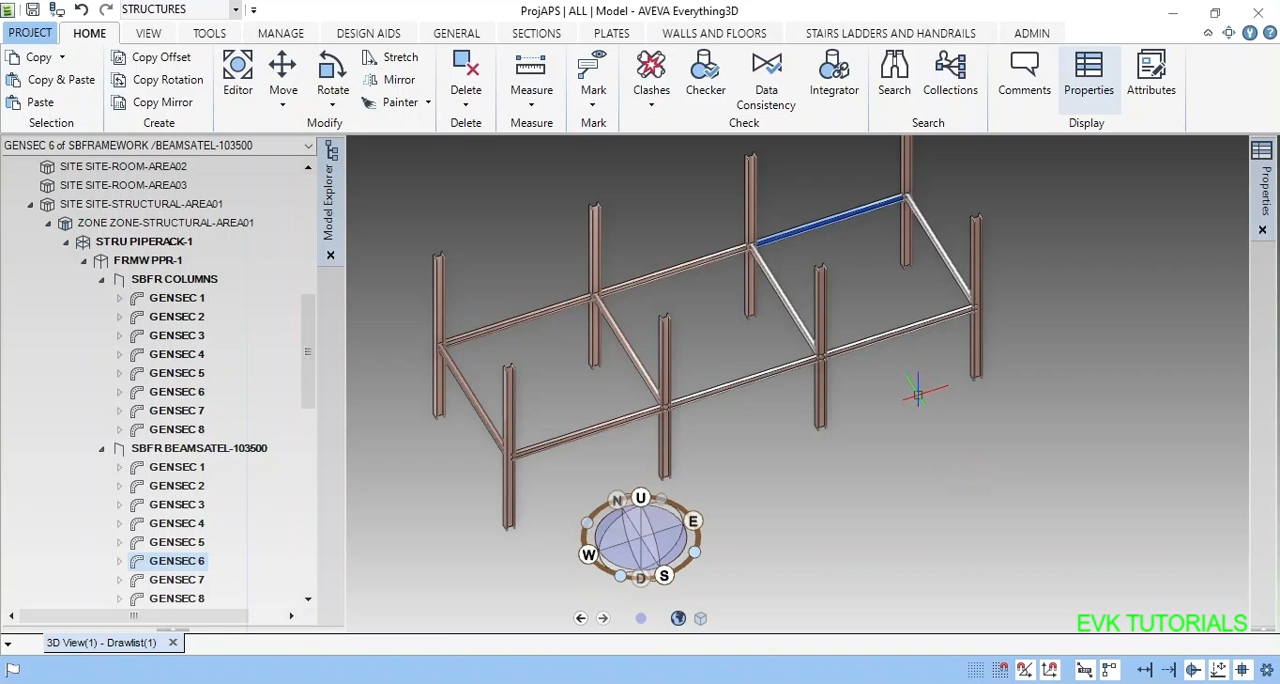 STRUCTURES
ProjAPS | ALL | Model - AVEVA Everything3D
PROJECT HOME VIEW TOOLS MANAGE DESIGN AIDS GENERAL SECTIONS PLATES WALLS AND FLOORS STAIRS LADDERS AND HANDRAILS ADMIN
Copy
Copy & Paste
Paste
Selection
Copy Offset
Copy Rotation
Copy Mirror
Create
Editor
Move
Rotate
Stretch
Mirror
Painter
Modify
Delete
Delete
Measure
Measure
Mark
Mark
Clashes
Checker
Data
Consistency
Integrator
Check
Search
Collections
Search
Comments
Properties
Attributes
Display
GENSEC 6 of SBFRAMEWORK /BEAMSATEL-103500
SITE SITE-ROOM-AREA02
SITE SITE-ROOM-AREA03
SITE SITE-STRUCTURAL-AREA01
ZONE ZONE-STRUCTURAL-AREA01
STRU PIPERACK-1
FRMW PPR-1
SBFR COLUMNS
GENSEC 1
GENSEC 2
GENSEC 3
GENSEC 4
GENSEC 5
GENSEC 6
GENSEC 7
GENSEC 8
SBFR BEAMSATEL-103500
GENSEC 1
GENSEC 2
GENSEC 3
GENSEC 4
GENSEC 5
GENSEC 6
GENSEC 7
GENSEC 8
Model Explorer
Properties
N U
E
W
D S
EVK TUTORIALS
3D View(1) - Drawlist(1)